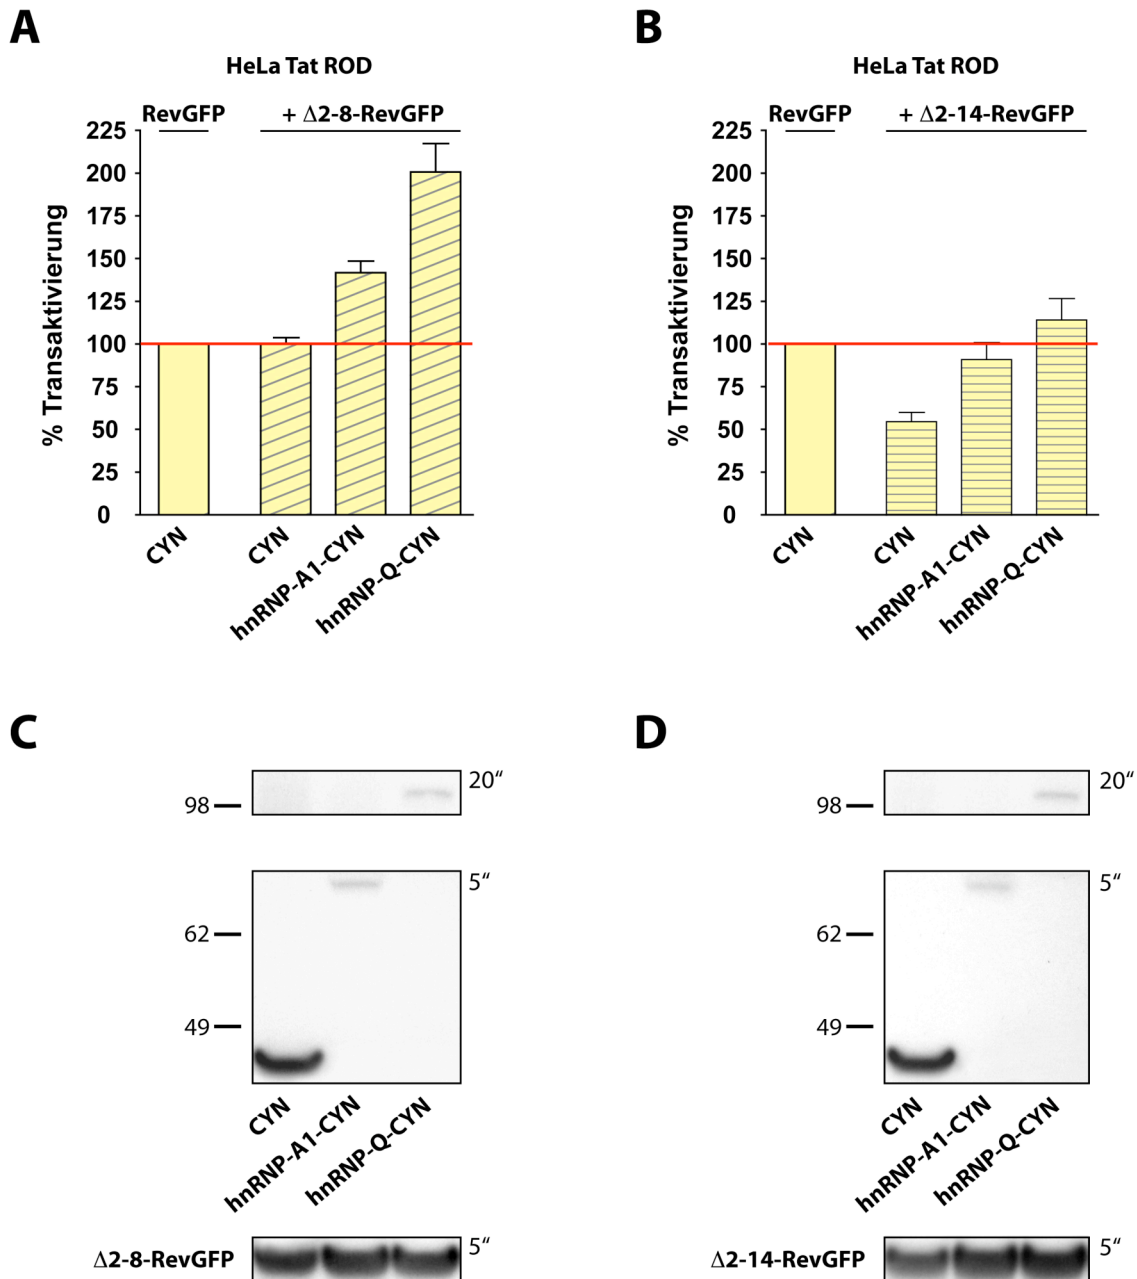 A
HeLa Tat ROD
RevGFP
+ Δ2-8-RevGFP
225
200
175
150
125
100
75
50
25
0
% Transaktivierung
CYN
CYN
hnRNP-A1-CYN
hnRNP-Q-CYN
B
HeLa Tat ROD
RevGFP
+ Δ2-14-RevGFP
225
200
175
150
125
100
75
50
25
0
% Transaktivierung
CYN
CYN
hnRNP-A1-CYN
hnRNP-Q-CYN
C
20“
98
5“
62
49
CYN
hnRNP-A1-CYN
hnRNP-Q-CYN
Δ2-8-RevGFP
5“
D
20“
98
5“
62
49
CYN
hnRNP-A1-CYN
hnRNP-Q-CYN
Δ2-14-RevGFP
5“